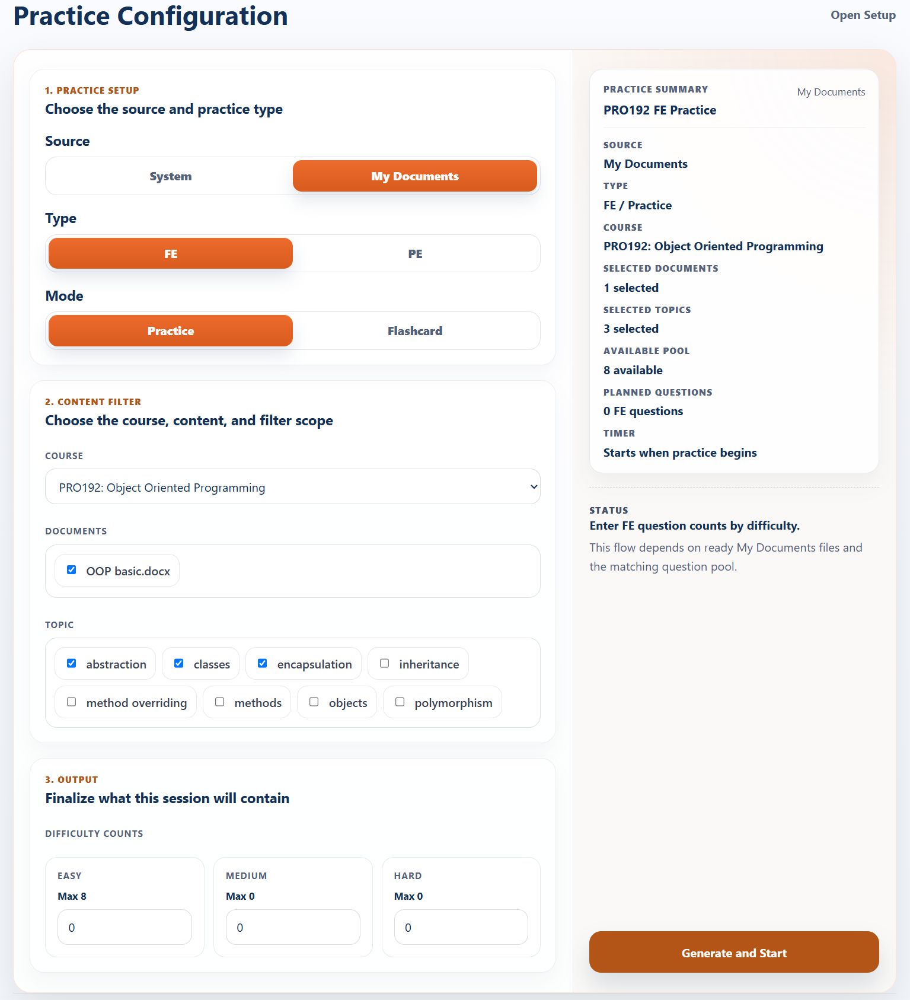 Practice Configuration
Open Setup
1. PRACTICE SETUP
Choose the source and practice type
Source
System
My Documents
Type
FE
PE
Mode
Practice
Flashcard
2. CONTENT FILTER
Choose the course, content, and filter scope
COURSE
PRO192: Object Oriented Programming
DOCUMENTS
OOP basic.docx
TOPIC
abstraction
classes
encapsulation
inheritance
method overriding
methods
objects
polymorphism
3. OUTPUT
Finalize what this session will contain
DIFFICULTY COUNTS
EASY
Max 8
0
MEDIUM
Max 0
0
HARD
Max 0
0
PRACTICE SUMMARY
My Documents
PRO192 FE Practice
SOURCE
My Documents
TYPE
FE / Practice
COURSE
PRO192: Object Oriented Programming
SELECTED DOCUMENTS
1 selected
SELECTED TOPICS
3 selected
AVAILABLE POOL
8 available
PLANNED QUESTIONS
0 FE questions
TIMER
Starts when practice begins
STATUS
Enter FE question counts by difficulty.
This flow depends on ready My Documents files and
the matching question pool.
Generate and Start